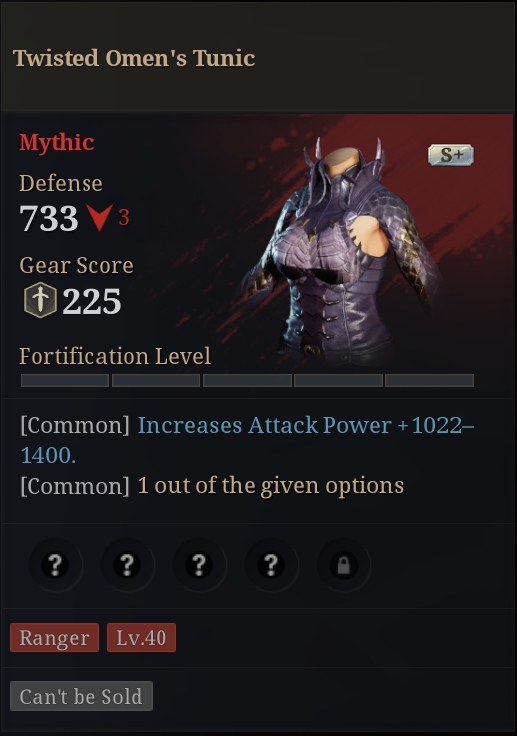 Twisted Omen's Tunic
Mythic
S+
Defense
733 3
Gear Score
225
Fortification Level
[Common] Increases Attack Power +1022–
1400.
[Common] 1 out of the given options
? ? ? ?
Ranger Lv.40
Can't be Sold